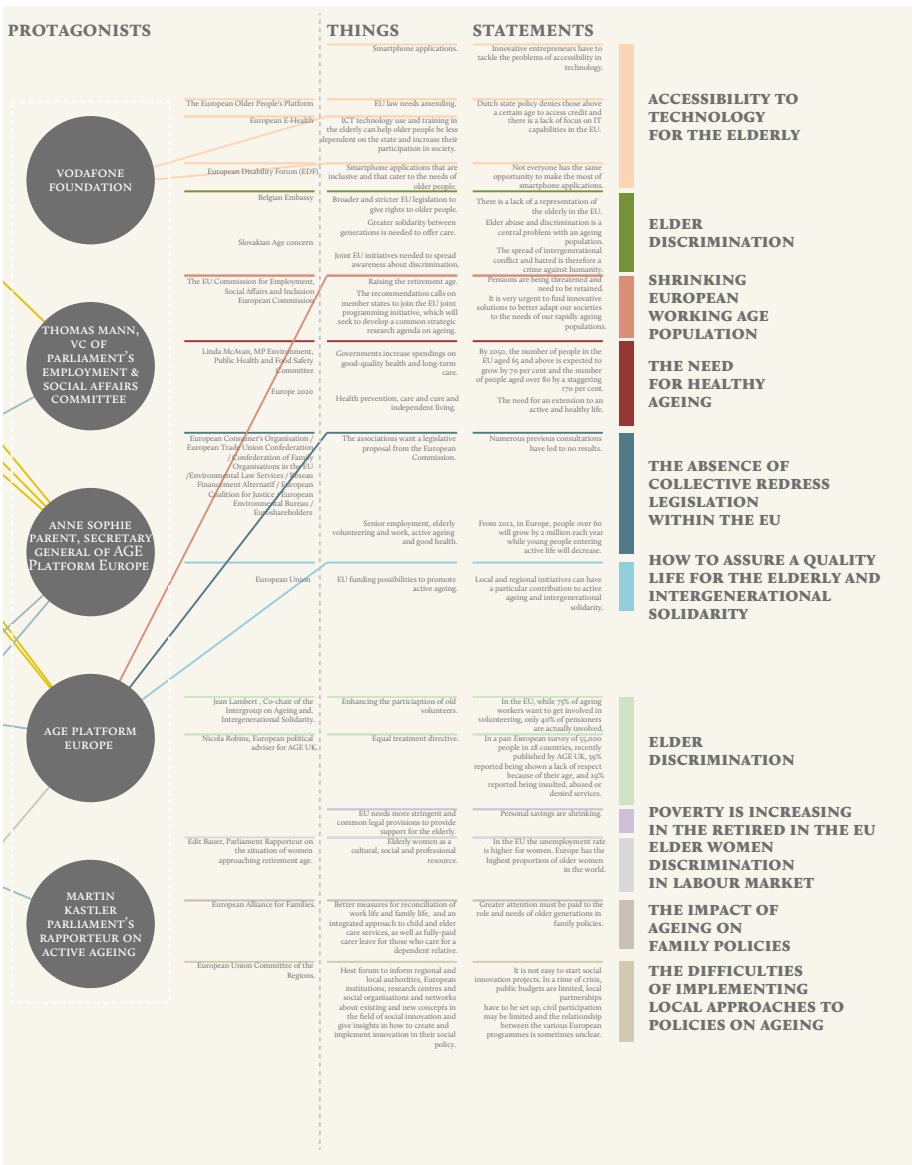 PROTAGONISTS
VODAFONE
FOUNDATION
THOMAS MANN,
VC OF
PARLIAMENT'S
EMPLOYMENT &
SOCIAL AFFAIRS
COMMITTEE
ANNE SOPHIE
PARENT, SECRETARY
GENERAL OF AGE
PLATFORM EUROPE
AGE PLATFORM
EUROPE
MARTIN
KASTLER
PARLIAMENT'S
RAPPORTEUR ON
ACTIVE AGEING
The European Older People's Platform
European E-Health
European Disability Forum (EDF)
Belgian Embassy
Slovakian Age concern
The EU Commission for Employment,
Social Affairs and Inclusion
European Commission
Linda McAvan, MP Environment,
Public Health and Food Safety
Committee
Europe 2020
European Consumer's Organisation /
European Trade Union Confederation
/ Confederation of Family
Organisations in the EU
/Environmental Law Services / Reseas
Financement Alternatif / European
Coalition for Justice / European
Environmental Bureau /
Euroshareholders
European Union
Jean Lambert , Co-chair of the
Intergroup on Ageing and.
Intergenerational Solidarity.
Nicola Robins, European political
adviser for AGE UK.
Edit Bauer, Parliament Rapporteur on
the situation of women
approaching retirement age.
European Alliance for Families.
European Union Committee of the
Regions.
THINGS
Smartphone applications.
EU law needs amending.
ICT technology use and training in
the elderly can help older people be less
dependent on the state and increase their
participation in society.
Smartphone applications that are
inclusive and that cater to the needs of
older people.
Broader and stricter EU legislation to
give rights to older people.
Greater solidarity between
generations is needed to offer care.
Joint EU initiatives needed to spread
awareness about discrimination.
Raising the retirement age.
The recommendation calls on
member states to join the EU joint
programming initiative, which will
seek to develop a common strategic
research agenda on ageing.
Governments increase spendings on
good-quality health and long-term
care.
Health prevention, care and cure and
independent living.
The associations want a legislative
proposal from the European
Commission.
Senior employment, elderly
volunteering and work, active ageing
and good health.
EU funding possibilities to promote
active ageing.
Enhancing the particiaption of old
volunteers.
Equal treatment directive.
EU needs more stringent and
common legal provisions to provide
support for the elderly.
Elderly women as a
cultural, social and professional
resource.
Better measures for reconciliation of
work life and family life, and an
integrated approach to child and elder
care services, as well as fully-paid
carer leave for those who care for a
dependent relative.
Host forum to inform regional and
local authorities, European
institutions, research centres and
social organisations and networks
about existing and new concepts in
the field of social innovation and
give insights in how to create and
implement innovation in their social
policy.
STATEMENTS
Innovative entrepreneurs have to
tackle the problems of accessibility in
technology.
Dutch state policy denies those above
a certain age to access credit and
there is a lack of focus on IT
capabilities in the EU.
Not everyone has the same
opportunity to make the most of
smartphone applications.
There is a lack of a representation of
the elderly in the EU.
Elder abuse and discrimination is a
central problem with an ageing
population.
The spread of intergenerational
conflict and hatred is therefore a
crime against humanity.
Pensions are being threatened and
need to be retained.
It is very urgent to find innovative
solutions to better adapt our societies
to the needs of our rapidly ageing
populations.
By 2050, the number of people in the
EU aged 65 and above is expected to
grow by 70 per cent and the number
of people aged over 80 by a staggering
170 per cent.
The need for an extension to an
active and healthy life.
Numerous previous consultations
have led to no results.
From 2012, in Europe, people over 60
will grow by 2 million each year
while young people entering
active life will decrease.
Local and regional initiatives can have
a particular contribution to active
ageing and intergenerational
solidarity.
In the EU, while 73% of ageing
workers want to get involved in
volunteering, only 40% of pensioners
are actually involved.
In a pan European survey of 55,000
people in 28 countries, recently
published by AGE UK, 39%
reported being shown a lack of respect
because of their age, and 29%
reported being insulted, abused or
denied services.
Personal savings are shrinking.
In the EU the unemployment rate
is higher for women. Europe has the
highest proportion of older women
in the world.
Greater attention must be paid to the
role and needs of older generations in
family policies.
It is not easy to start social
innovation projects. In a time of crisis,
public budgets are limited, local
partnerships
have to be set up, civil participation
may be limited and the relationship
between the various European
programmes is sometimes unclear.
ACCESSIBILITY TO
TECHNOLOGY
FOR THE ELDERLY
ELDER
DISCRIMINATION
SHRINKING
EUROPEAN
WORKING AGE
POPULATION
THE NEED
FOR HEALTHY
AGEING
THE ABSENCE OF
COLLECTIVE REDRESS
LEGISLATION
WITHIN THE EU
HOW TO ASSURE A QUALITY
LIFE FOR THE ELDERLY AND
INTERGENERATIONAL
SOLIDARITY
ELDER
DISCRIMINATION
POVERTY IS INCREASING
IN THE RETIRED IN THE EU
ELDER WOMEN
DISCRIMINATION
IN LABOUR MARKET
THE IMPACT OF
AGEING ON
FAMILY POLICIES
THE DIFFICULTIES
OF IMPLEMENTING
LOCAL APPROACHES TO
POLICIES ON AGEING